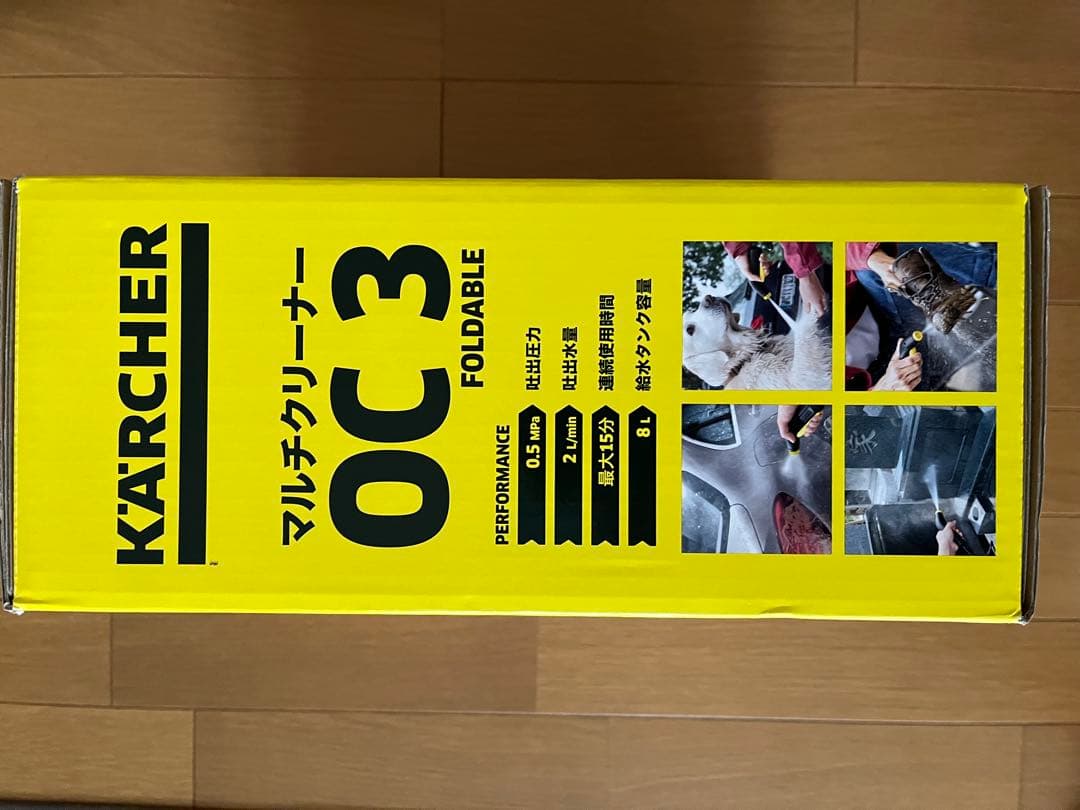 KÄRCHER
マルチクリーナー
OC 3
FOLDABLE
PERFORMANCE
0.5 MPa 吐出圧力
2 L/min 吐出水量
最大15分 連続使用時間
8 L 給水タンク容量